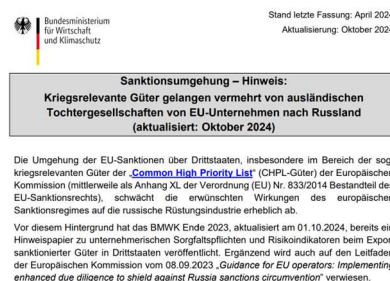 Stand letzte Fassung: April 2024
Bundesministerium
für Wirtschaft
und Klimaschutz
Aktualisierung: Oktober 2024
Sanktionsumgehung – Hinweis:
Kriegsrelevante Güter gelangen vermehrt von ausländischen
Tochtergesellschaften von EU-Unternehmen nach Russland
(aktualisiert: Oktober 2024)
Die Umgehung der EU-Sanktionen über Drittstaaten, insbesondere im Bereich der sog.
kriegsrelevanten Güter der „Common High Priority List“ (CHPL-Güter) der Europäischen
Kommission (mittlerweile als Anhang XL der Verordnung (EU) Nr. 833/2014 Bestandteil des
EU-Sanktionsrechts), schwächt die erwünschten Wirkungen des europäischen
Sanktionsregimes auf die russische Rüstungsindustrie erheblich ab.
Vor diesem Hintergrund hat das BMWK Ende 2023, aktualisiert am 01.10.2024, bereits ein
Hinweispapier zu unternehmerischen Sorgfaltspflichten und Risikoindikatoren beim Export
sanktionierter Güter in Drittstaaten veröffentlicht. Ergänzend wird auch auf den Leitfaden
der Europäischen Kommission vom 08.09.2023 „Guidance for EU operators: Implementing
enhanced due diligence to shield against Russia sanctions circumvention“ verwiesen.